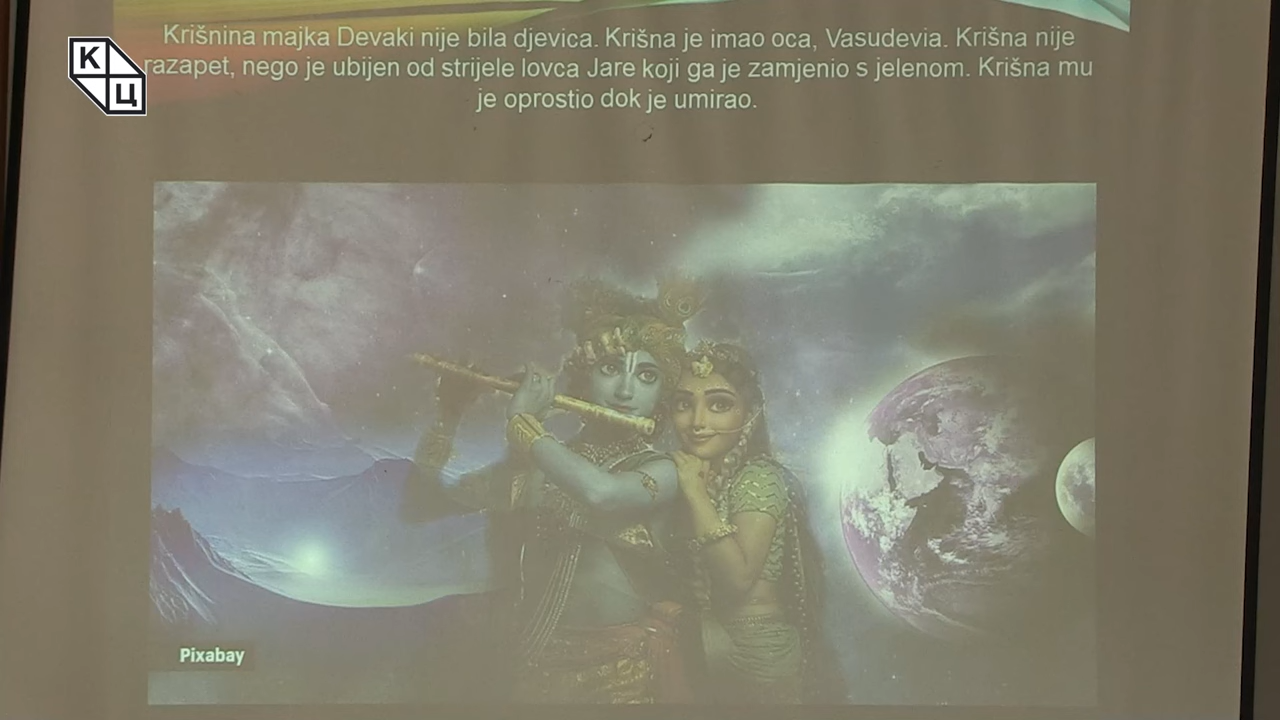 Krišnina majka Devaki nije bila djevica. Krišna je imao oca, Vasudevia. Krišna nije
razapet, nego je ubijen od strijele lovca Jare koji ga je zamjenio s jelenom. Krišna mu
je oprostio dok je umirao.
К
Ц
Pixabay